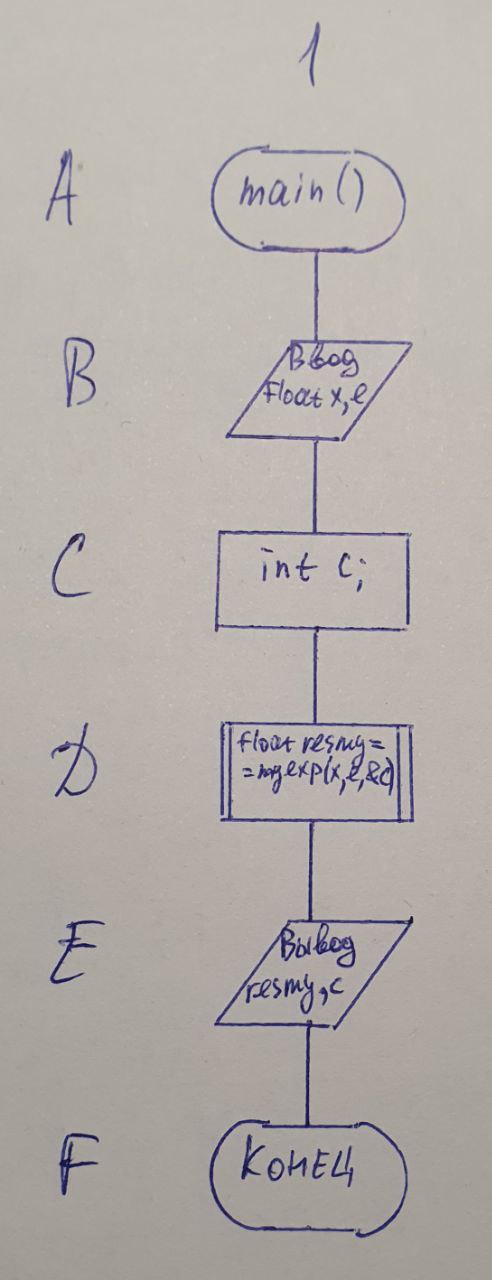 1
A
main()
B
Ввод
float x, e
C
int c;
D
float resmy=
=myexp(x, e, &c)
E
Вывод
resmy, c
F
КОНЕЦ